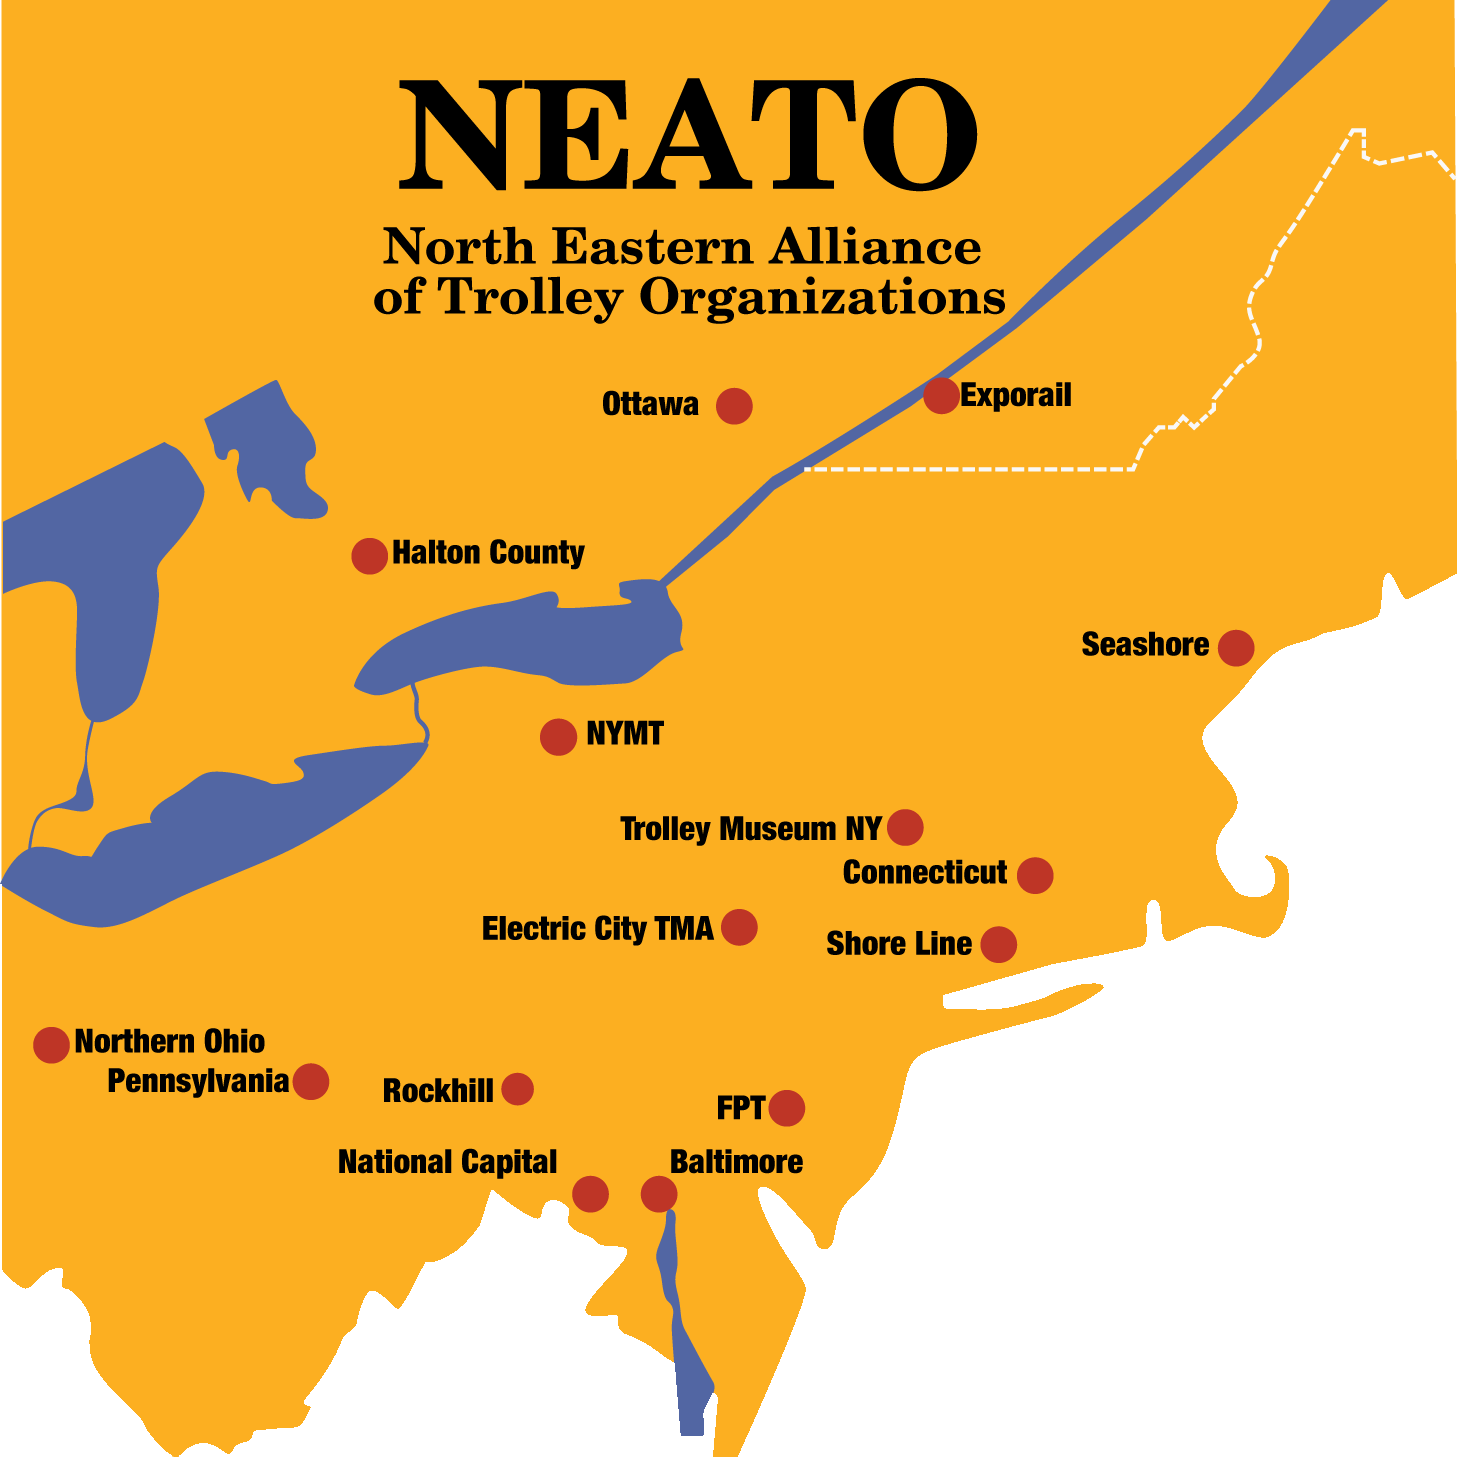 NEATO
North Eastern Alliance
of Trolley Organizations
Ottawa
Exporail
Halton County
Seashore
NYMT
Trolley Museum NY
Connecticut
Electric City TMA
Shore Line
Northern Ohio
Pennsylvania
Rockhill
FPT
National Capital
Baltimore